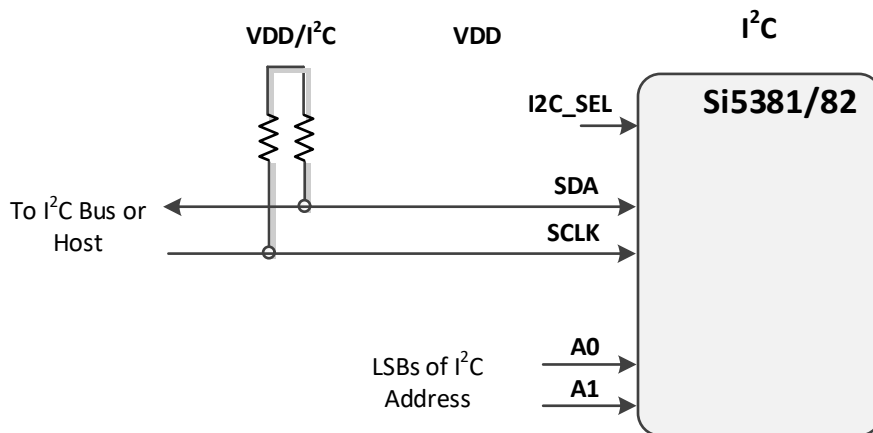 VDD/I²C
VDD
I²C
Si5381/82
I2C_SEL
SDA
To I²C Bus or
Host
SCLK
A0
LSBs of I²C
Address
A1